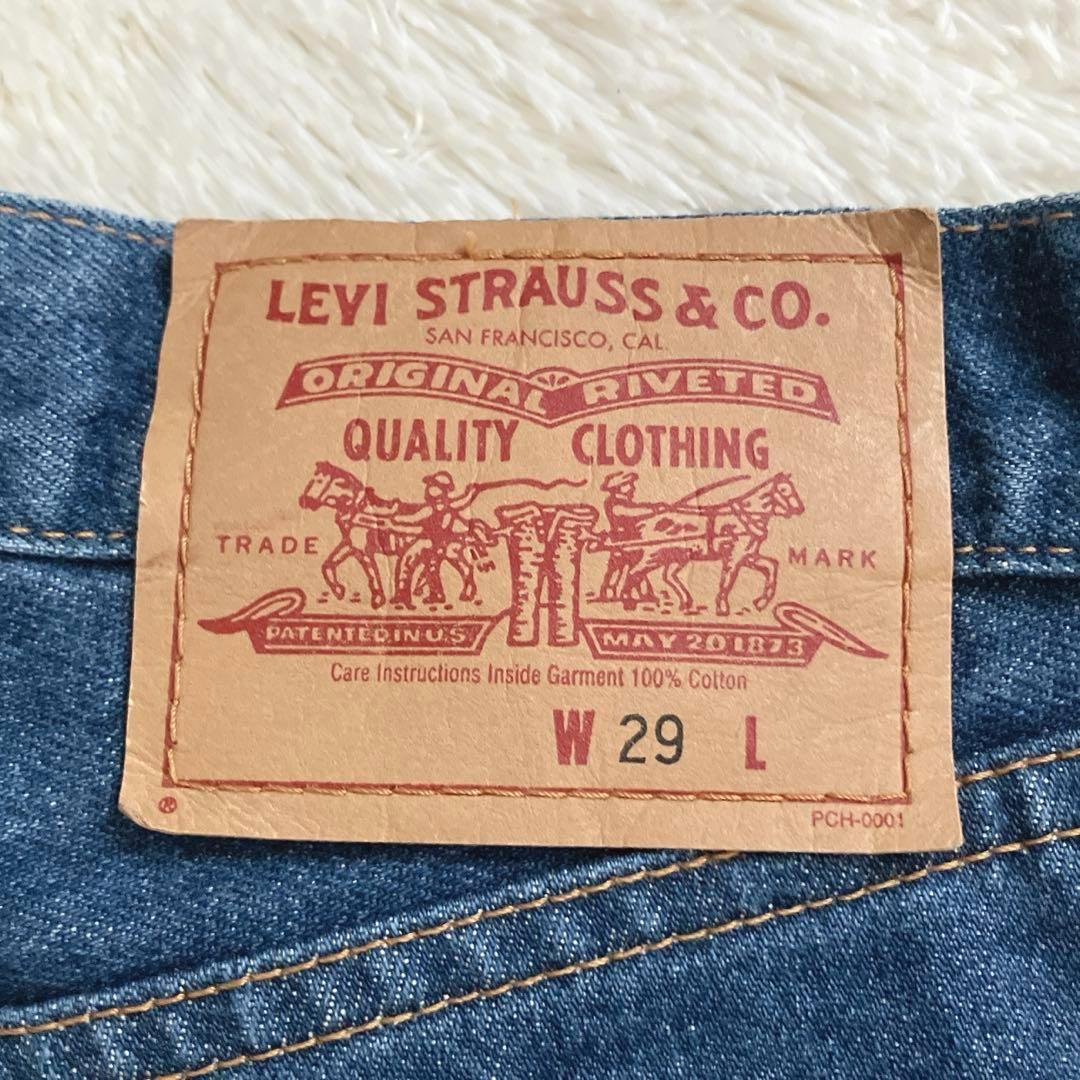 LEVI STRAUSS & CO.
SAN FRANCISCO, CAL.
ORIGINAL RIVETED
QUALITY CLOTHING
TRADE MARK
PATENTED IN U.S
MAY 20 1873
Care Instructions Inside Garment 100% Cotton
W 29 L
®
PCH-0001